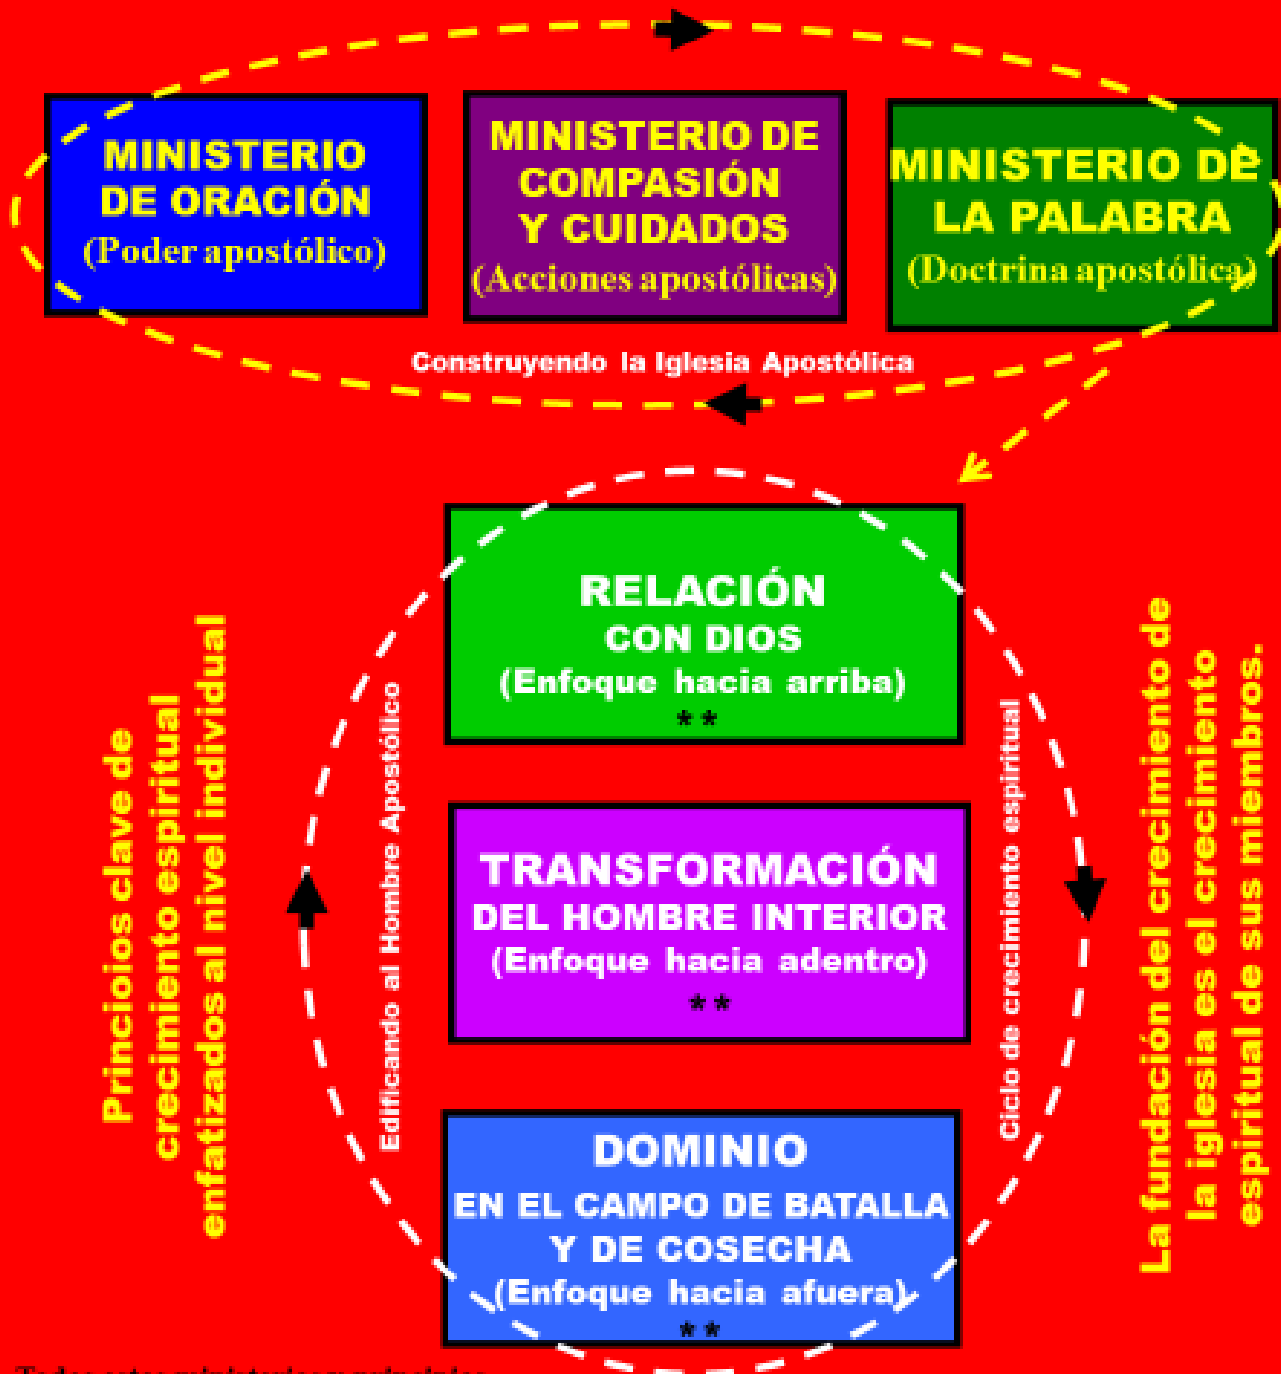 MINISTERIO
DE ORACIÓN
(Poder apostólico)
MINISTERIO DE
COMPASIÓN
Y CUIDADOS
(Acciones apostólicas)
MINISTERIO DE
LA PALABRA
(Doctrina apostólica)
Construyendo la Iglesia Apostólica
RELACIÓN
CON DIOS
(Enfoque hacia arriba)
**
TRANSFORMACIÓN
DEL HOMBRE INTERIOR
(Enfoque hacia adentro)
**
DOMINIO
EN EL CAMPO DE BATALLA
Y DE COSECHA
(Enfoque hacia afuera)
**
Princioios clave de
crecimiento espiritual
enfatizados al nivel individual
Edificando al Hombre Apostólico
Ciclo de crecimiento espiritual
La fundación del crecimiento de
la iglesia es el crecimiento
espiritual de sus miembros.